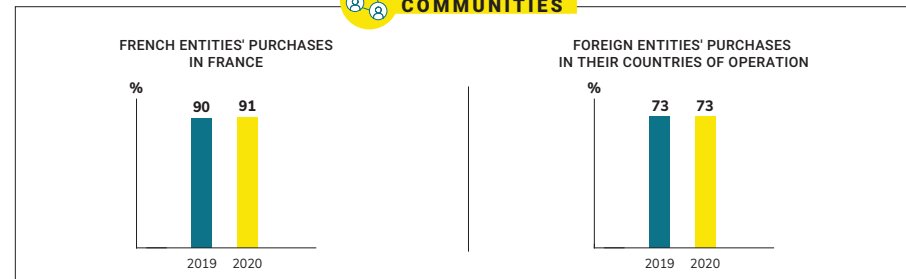 COMMUNITIES
FRENCH ENTITIES' PURCHASES
IN FRANCE
%
90
91
2019
2020
FOREIGN ENTITIES' PURCHASES
IN THEIR COUNTRIES OF OPERATION
%
73
73
2019
2020